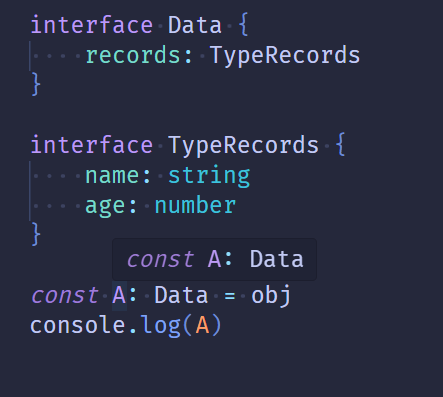 interface Data {
    records: TypeRecords
}
interface TypeRecords {
    name: string
    age: number
}
const A: Data
const A: Data = obj
console.log(A)